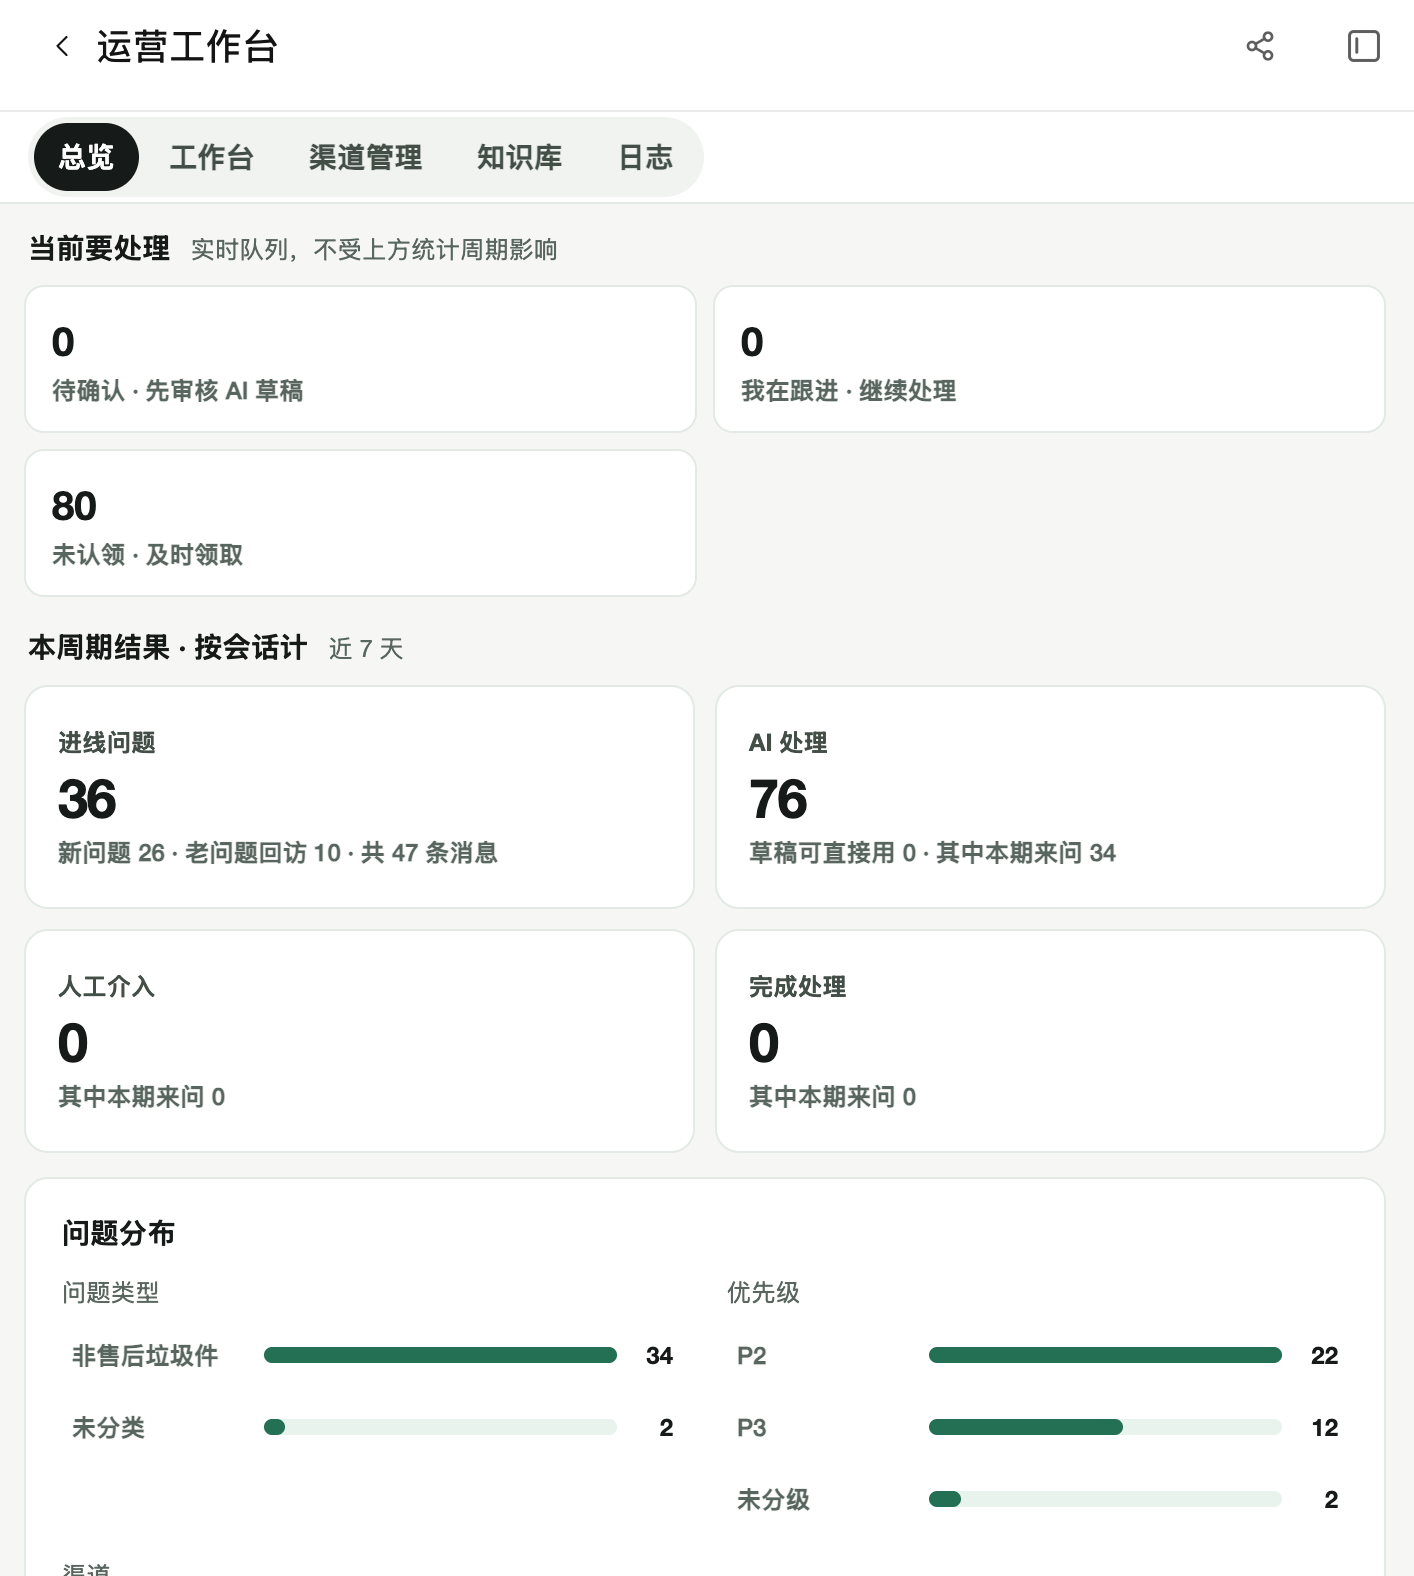 运营工作台
总览 工作台 渠道管理 知识库 日志
当前要处理 实时队列，不受上方统计周期影响
0
待确认 · 先审核 AI 草稿
0
我在跟进 · 继续处理
80
未认领 · 及时领取
本周期结果 · 按会话计 近 7 天
进线问题
36
新问题 26 · 老问题回访 10 · 共 47 条消息
AI 处理
76
草稿可直接用 0 · 其中本期来问 34
人工介入
0
其中本期来问 0
完成处理
0
其中本期来问 0
问题分布
问题类型
非售后垃圾件 34
未分类 2
优先级
P2 22
P3 12
未分级 2
渠道